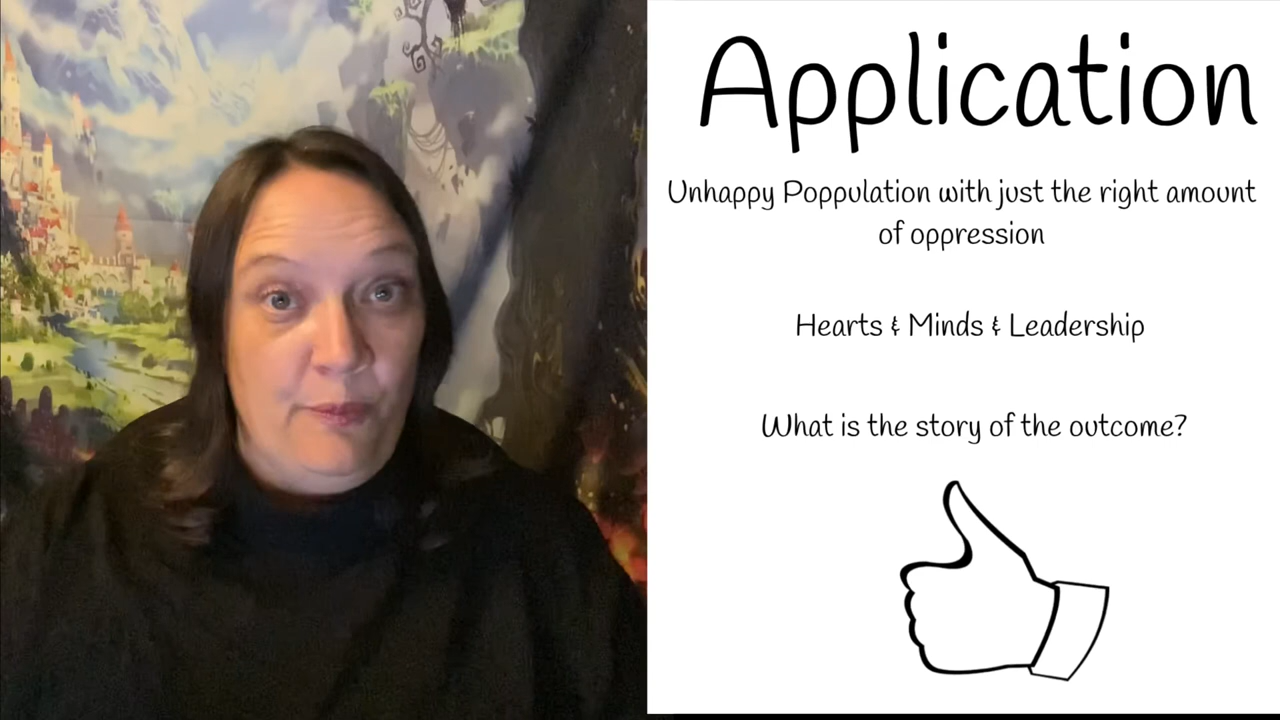 Application
Unhappy Poppulation with just the right amount
of oppression
Hearts & Minds & Leadership
What is the story of the outcome?